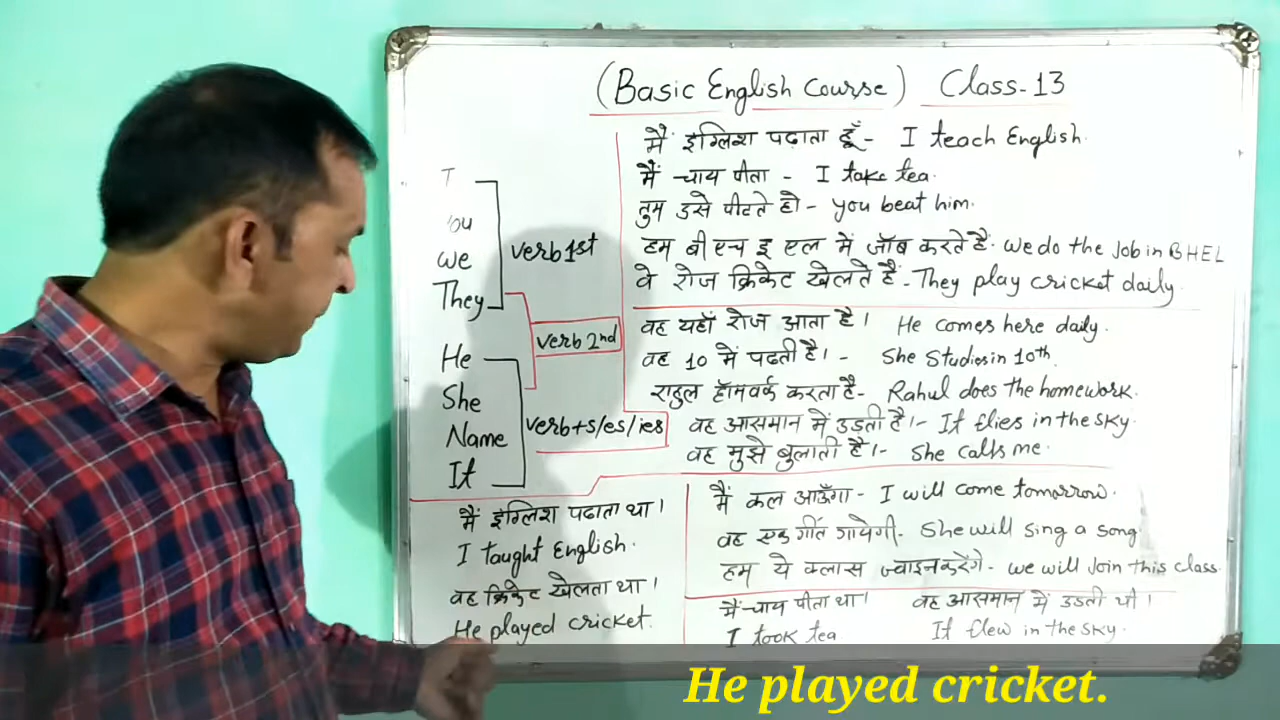 (Basic English Course) Class-13
मैं इंग्लिश पढ़ाता हूँ - I teach English.
मैं चाय पीता - I take tea.
तुम उसे पीटते हो - you beat him.
हम बी एच इ एल में जॉब करते हैं. we do the Job in BHEL
वे रोज क्रिकेट खेलते हैं - They play cricket daily.
I
You
we
They
verb 1st
verb 2nd
He
She
Name
It
verb+s/es/ies
वह यहाँ रोज आता है। He comes here daily.
वह 10 में पढती है। - She Studies in 10th.
राहुल हॉमवर्क करता है - Rahul does the homework.
वह आसमान में उडती है। - It flies in the sky.
वह मुझे बुलाती है। - She calls me.
मैं इंग्लिश पढाता था।
I taught English.
वह क्रिकेट खेलता था।
He played cricket.
मैं कल आऊँगा - I will come tomorrow.
वह एक गीत गायेगी - She will sing a song
हम ये क्लास ज्वाइन करेंगे - we will Join this class.
मैं चाय पीता था। वह आसमान में उडती थी।
I took tea. It flew in the sky.
He played cricket.